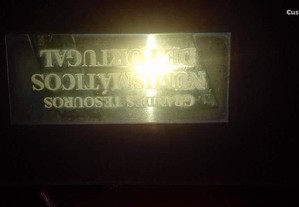 GRANDES TESOUROS
NUMISMÁTICOS
DE PORTUGAL